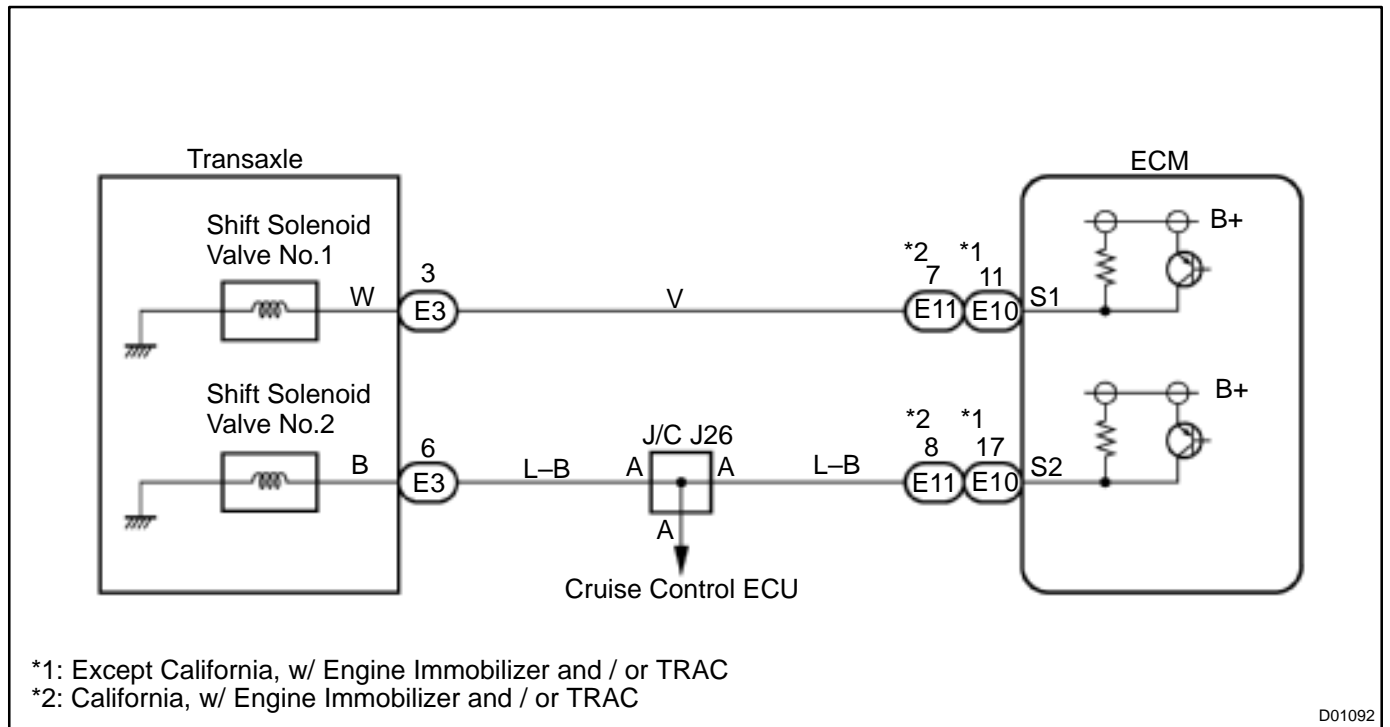 Transaxle
ECM
Shift Solenoid
Valve No.1
B+
*2 *1
3 7 11
W E3 V E11 E10 S1
Shift Solenoid
Valve No.2
B+
*2 *1
6 J/C J26 8 17
B E3 L–B A A L–B E11 E10 S2
A
Cruise Control ECU
*1: Except California, w/ Engine Immobilizer and / or TRAC
*2: California, w/ Engine Immobilizer and / or TRAC
D01092